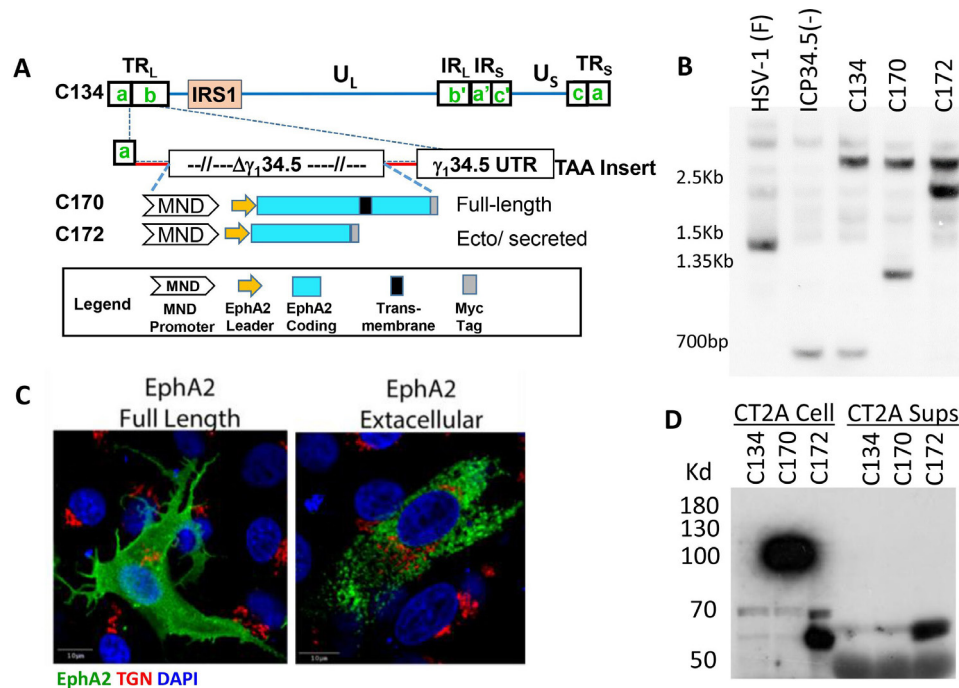 A
TRL
UL
IRL IRS
US
TRS
C134
a b
IRS1
b' a' c'
c a
a
--//---Δγ134.5 ----//---
γ134.5 UTR
TAA Insert
C170
MND
Full-length
C172
MND
Ecto/ secreted
Legend
MND
MND
Promoter
EphA2
Leader
EphA2
Coding
Trans-
membrane
Myc
Tag
B
HSV-1 (F)
ICP34.5(-)
C134
C170
C172
2.5Kb
1.5Kb
1.35Kb
700bp
C
EphA2
Full Length
EphA2
Extacellular
10µm
10µm
EphA2 TGN DAPI
D
CT2A Cell CT2A Sups
Kd
C134
C170
C172
C134
C170
C172
180
130
100
70
50